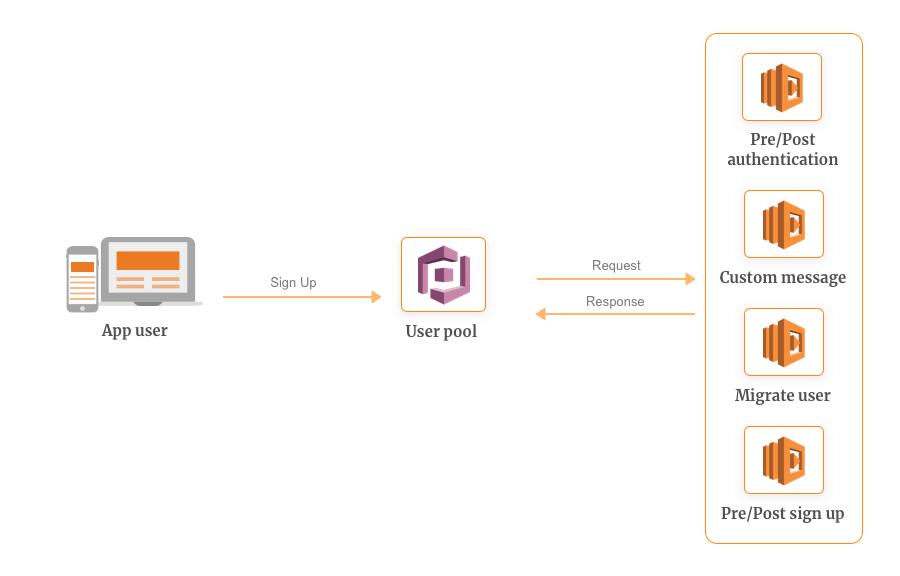 Pre/Post
authentication
Custom message
Migrate user
Pre/Post sign up
Sign Up
Request
Response
App user
User pool